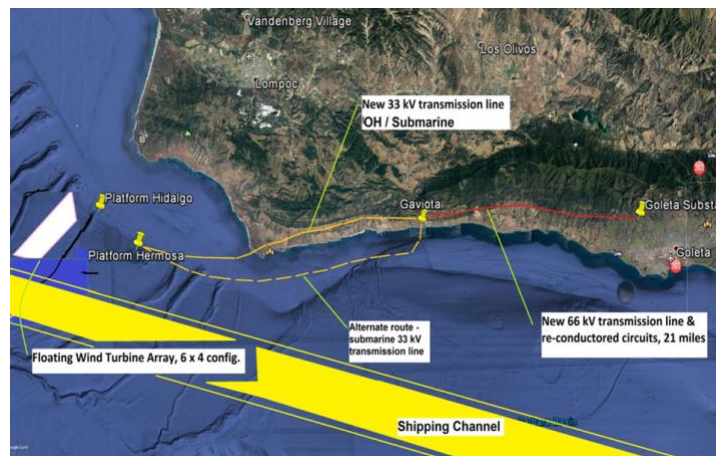 Vandenberg Village
Los Olivos
Lompoc
New 33 kV transmission line
OH / Submarine
Platform Hidalgo
Gaviota
Goleta Substa
Platform Hermosa
Goleta
Alternate route -
submarine 33 kV
transmission line
New 66 kV transmission line &
re-conductored circuits, 21 miles
Floating Wind Turbine Array, 6 x 4 config.
Shipping Channel